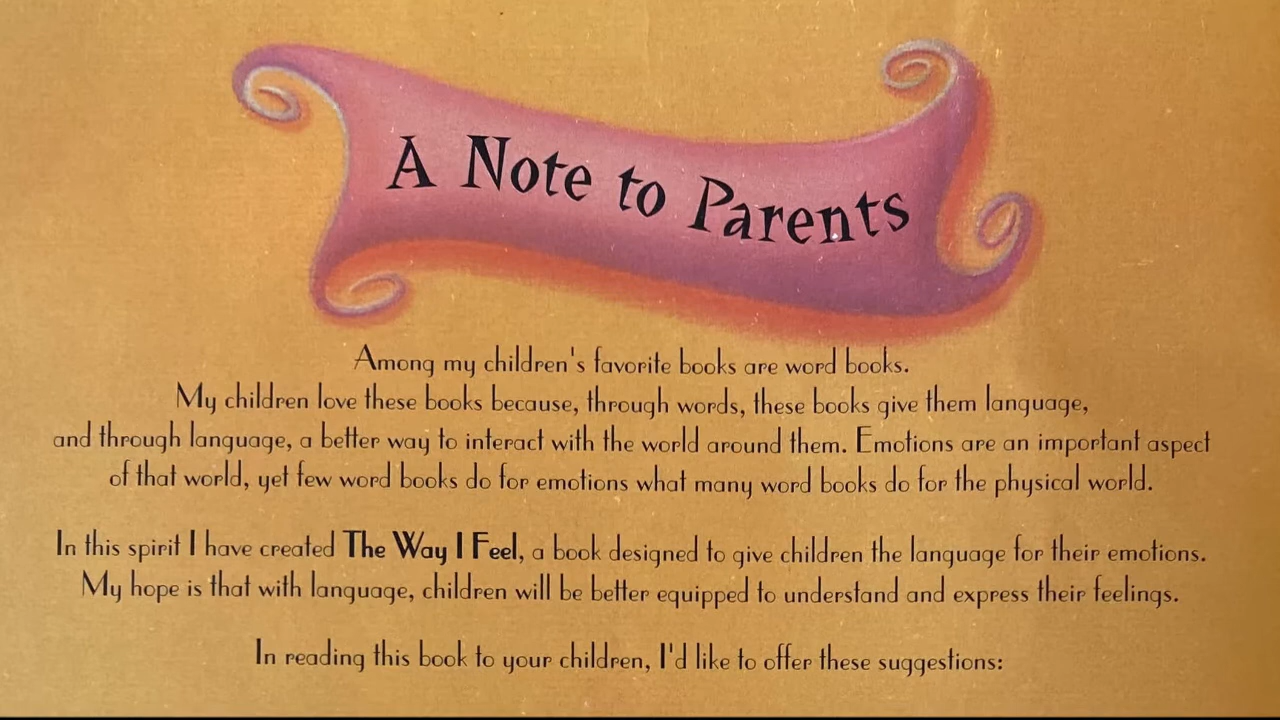 A Note to Parents
Among my children's favorite books are word books.
My children love these books because, through words, these books give them language,
and through language, a better way to interact with the world around them. Emotions are an important aspect
of that world, yet few word books do for emotions what many word books do for the physical world.
In this spirit I have created The Way I Feel, a book designed to give children the language for their emotions.
My hope is that with language, children will be better equipped to understand and express their feelings.
In reading this book to your children, I'd like to offer these suggestions: